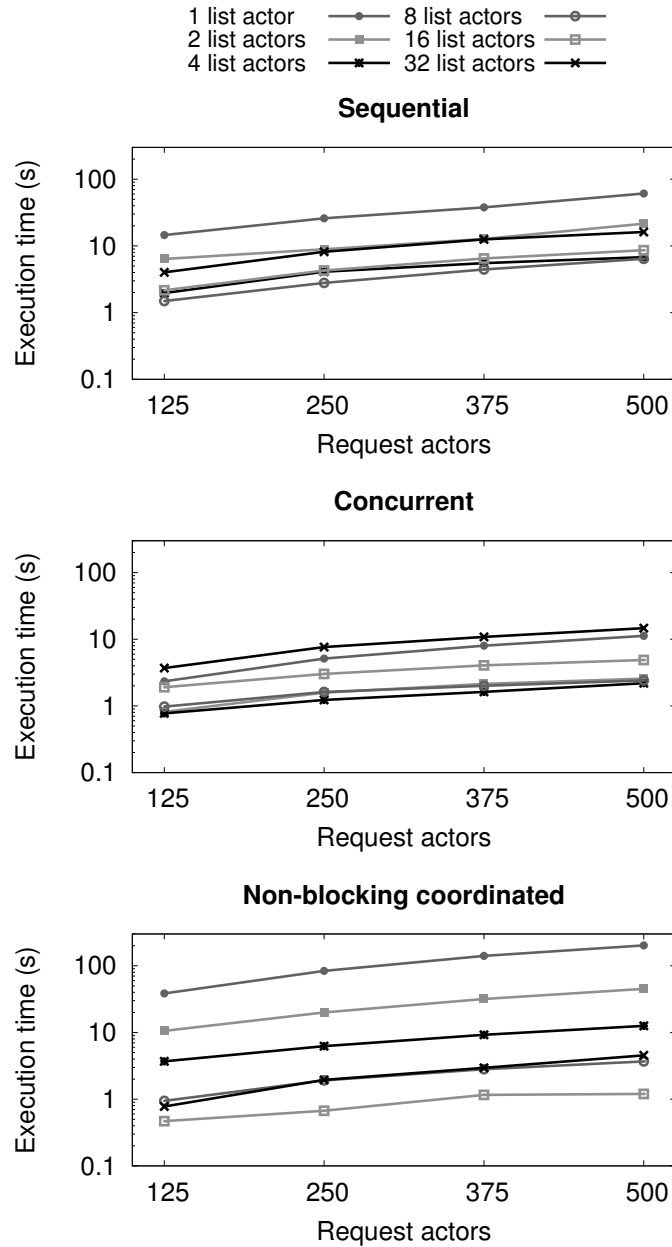 1 list actor 8 list actors
2 list actors 16 list actors
4 list actors 32 list actors
Sequential
Execution time (s)
100
10
1
0.1
125 250 375 500
Request actors
Concurrent
Execution time (s)
100
10
1
0.1
125 250 375 500
Request actors
Non-blocking coordinated
Execution time (s)
100
10
1
0.1
125 250 375 500
Request actors